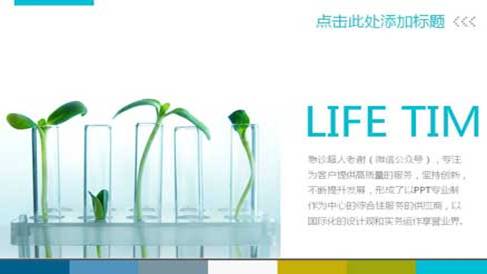 点击此处添加标题 <<<
LIFE TIM
急诊超人老谢（微信公众号），专注
为客户提供高质量的服务，坚持创新，
不断提升发展，形成了以PPT专业制
作为中心的综合性服务的供应商，以
国际化的设计观和实务运作享誉业界。